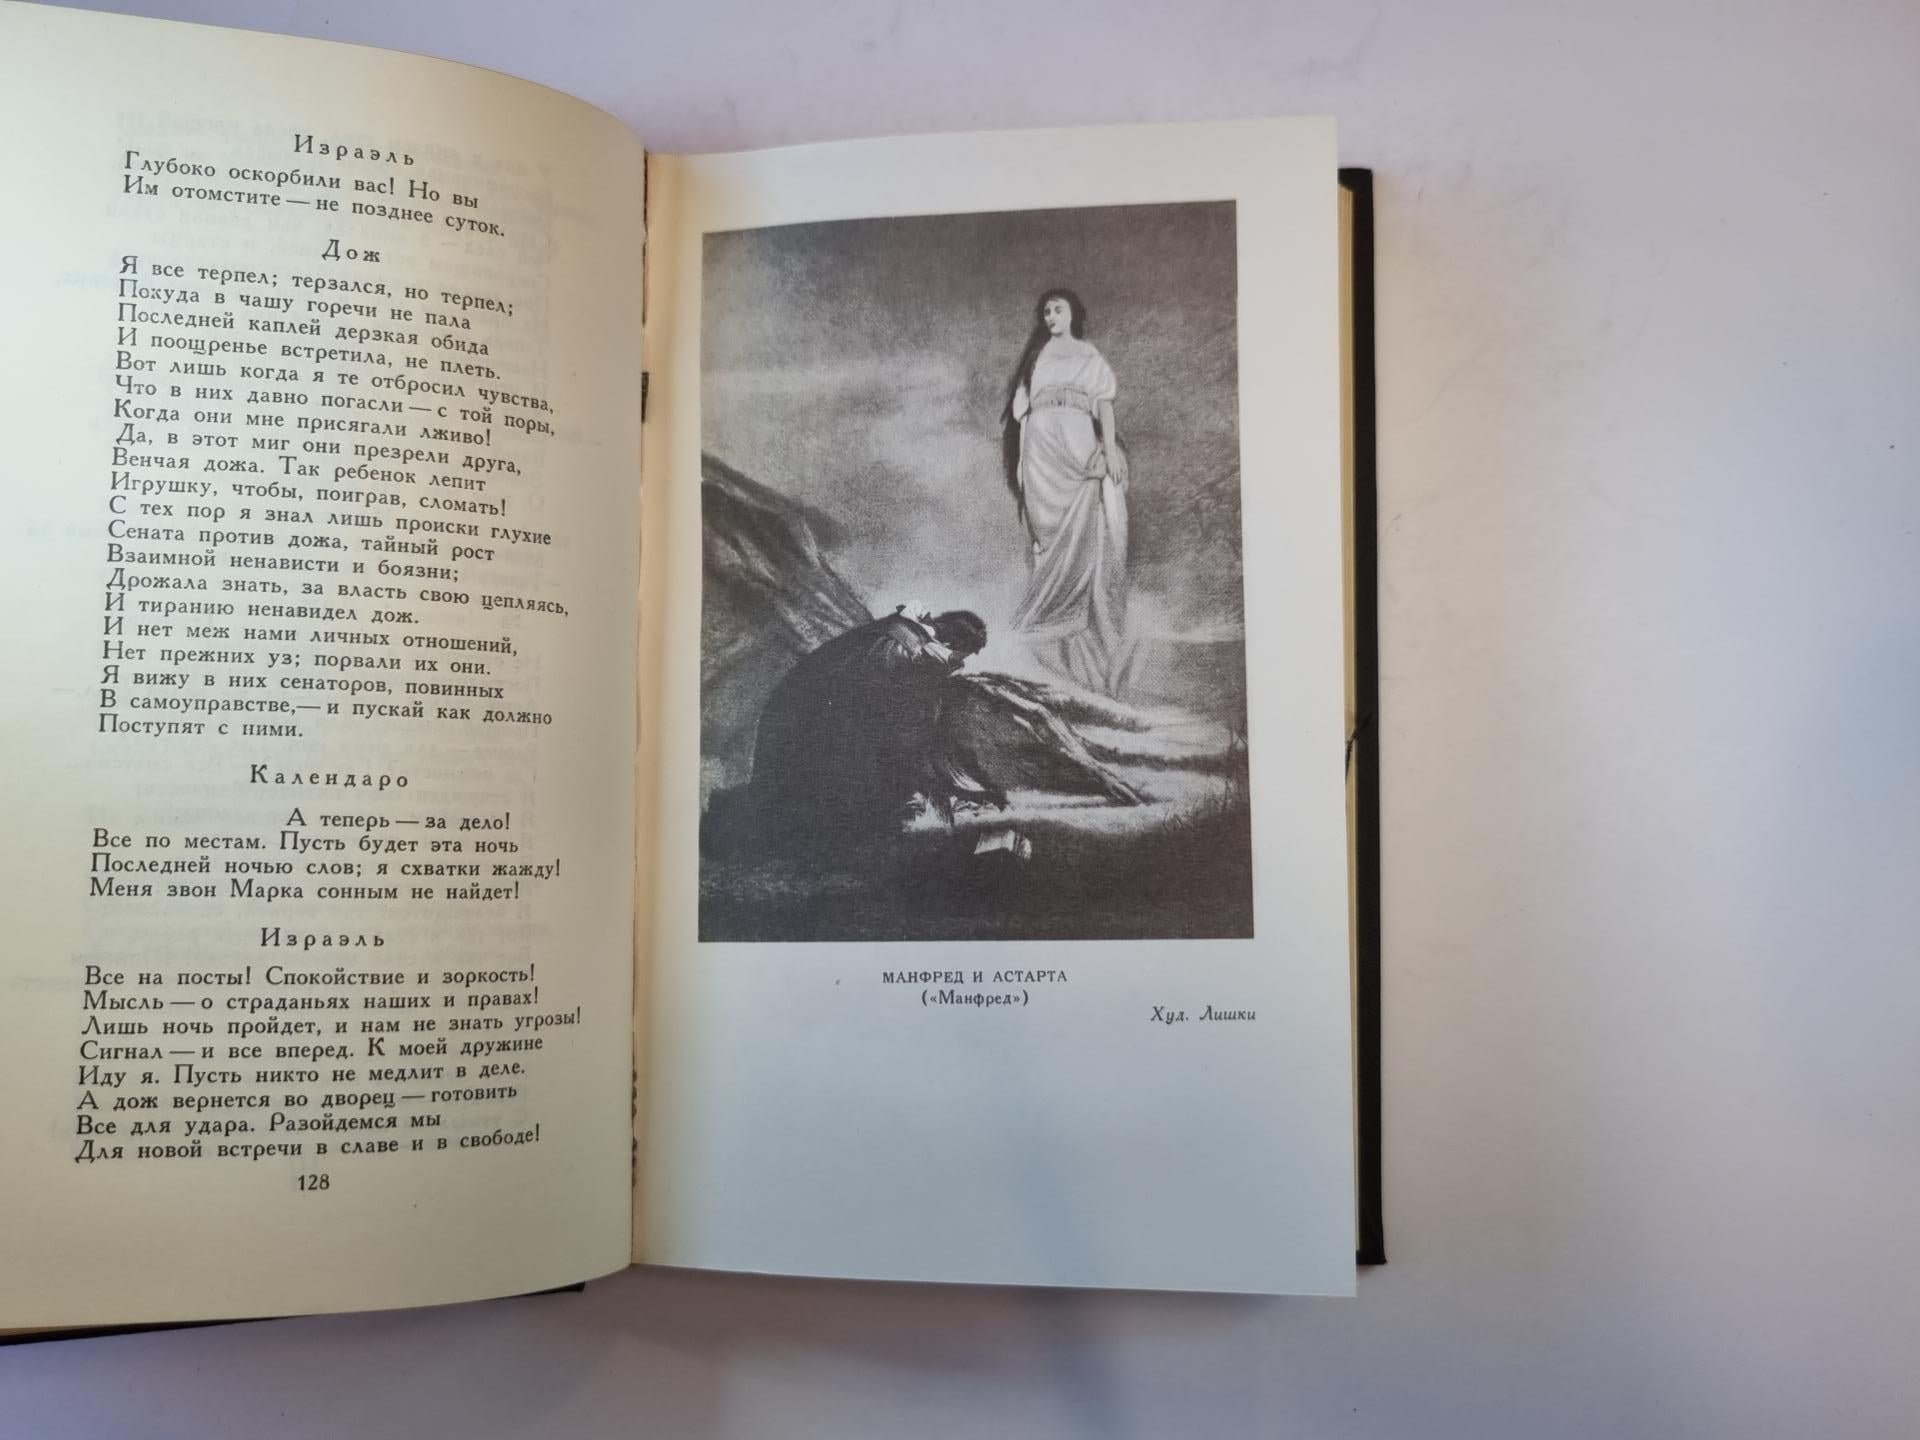 Израэль
Глубоко оскорбили вас! Но вы
Им отомстите — не позднее суток.
Дож
Я все терпел; терзался, но терпел;
Покуда в чашу горечи не пала
Последней каплей дерзкая обида
И поощренье встретила, не плеть.
Вот лишь когда я те отбросил чувства,
Что в них давно погасли — с той поры,
Когда они мне присягали лживо!
Да, в этот миг они презрели друга,
Венчая дожа. Так ребенок лепит
Игрушку, чтобы, поиграв, сломать!
С тех пор я знал лишь происки глухие
Сената против дожа, тайный рост
Взаимной ненависти и боязни;
Дрожала знать, за власть свою цепляясь,
И тиранию ненавидел дож.
И нет меж нами личных отношений,
Нет прежних уз; порвали их они.
Я вижу в них сенаторов, повинных
В самоуправстве,— и пускай как должно
Поступят с ними.
Календаро
А теперь — за дело!
Все по местам. Пусть будет эта ночь
Последней ночью слов; я схватки жажду!
Меня звон Марка сонным не найдет!
Израэль
Все на посты! Спокойствие и зоркость!
Мысль — о страданьях наших и правах!
Лишь ночь пройдет, и нам не знать угрозы!
Сигнал — и все вперед. К моей дружине
Иду я. Пусть никто не медлит в деле.
А дож вернется во дворец — готовить
Все для удара. Разойдемся мы
Для новой встречи в славе и в свободе!
128
МАНФРЕД И АСТАРТА
(«Манфред»)
Худ. Лишки